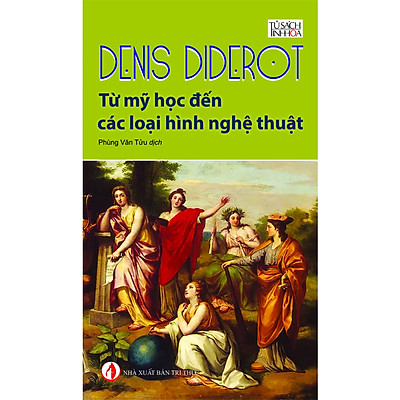 TỦ SÁCH
TINH HOA
DENIS DIDEROT
Từ mỹ học đến
các loại hình nghệ thuật
Phùng Văn Tửu dịch
NHÀ XUẤT BẢN TRI THỨC